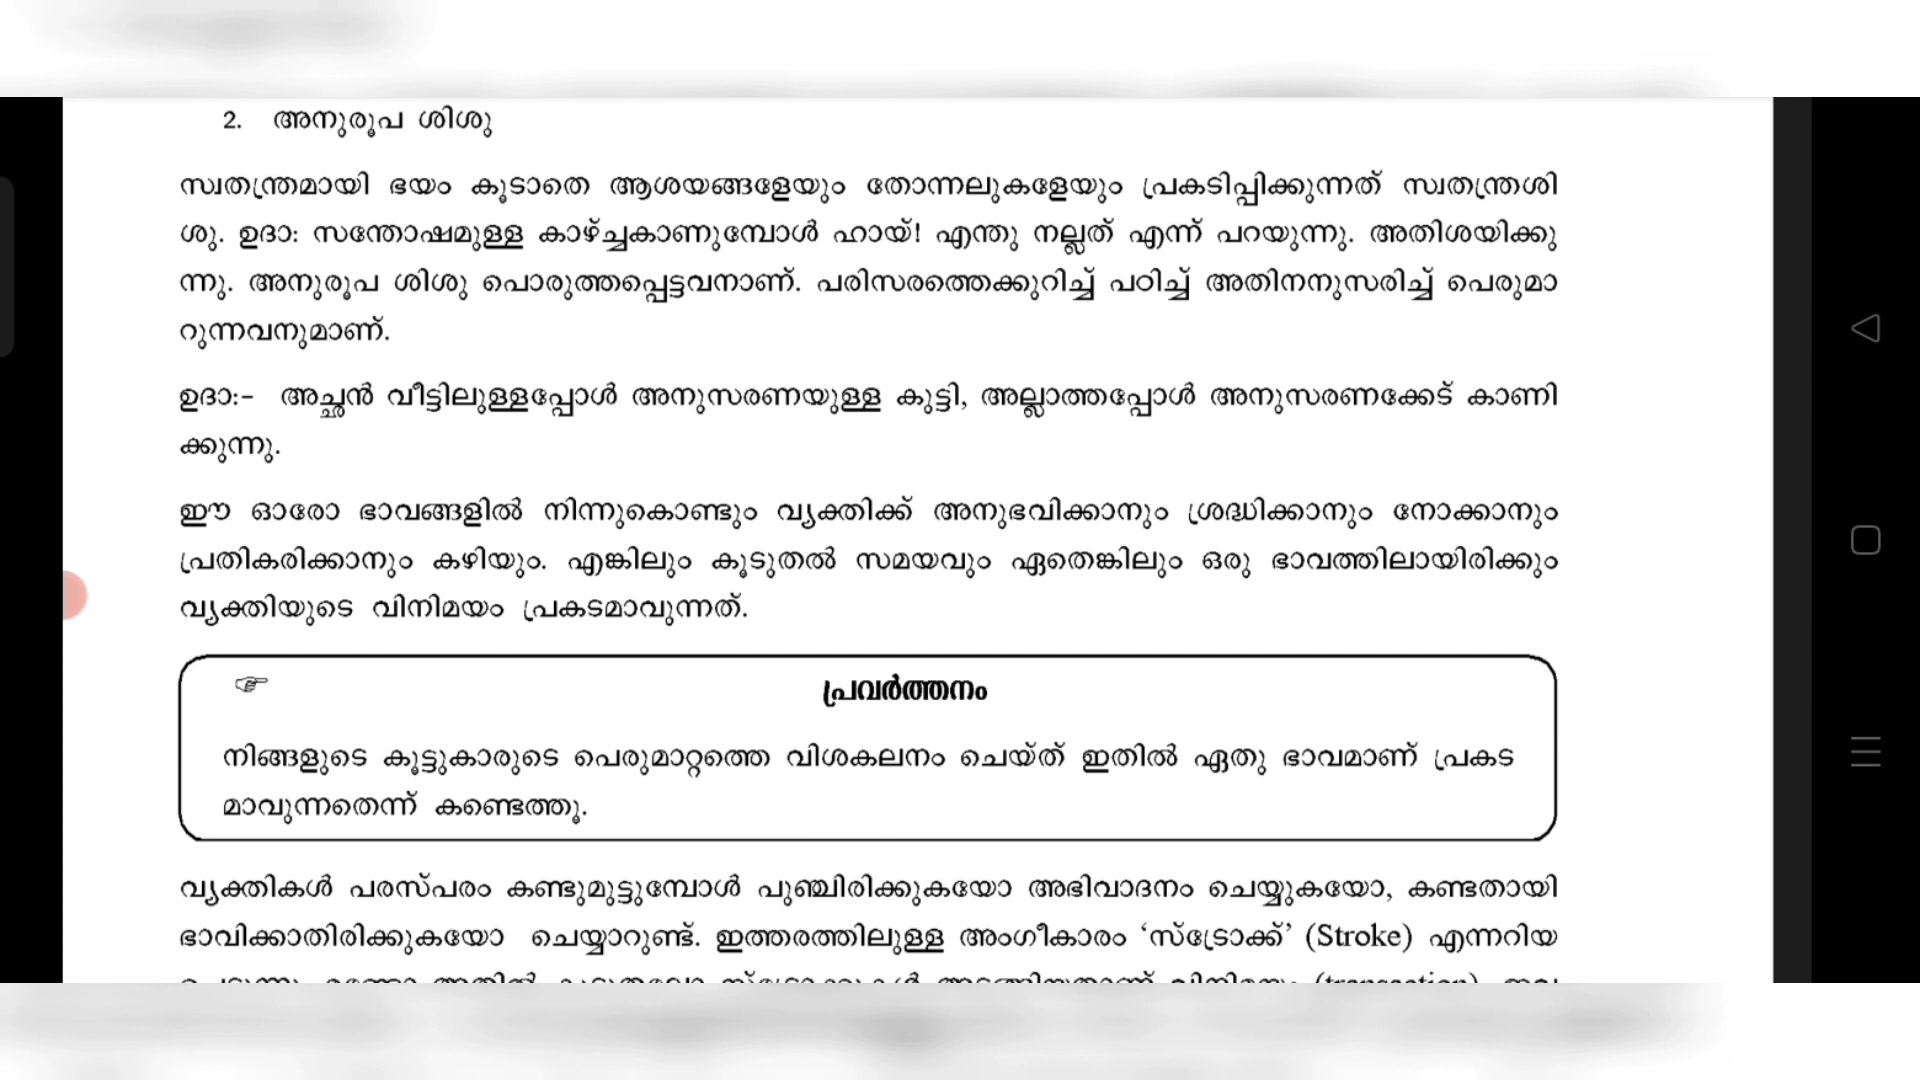 2. അനുരൂപ ശിശു
സ്വതന്ത്രമായി ഭയം കൂടാതെ ആശയങ്ങളേയും തോന്നലുകളേയും പ്രകടിപ്പിക്കുന്നത് സ്വതന്ത്രശി
ശു. ഉദാ: സന്തോഷമുള്ള കാഴ്ച്ചകാണുമ്പോൾ ഹായ്! എന്തു നല്ലത് എന്ന് പറയുന്നു. അതിശയിക്കു
ന്നു. അനുരൂപ ശിശു പൊരുത്തപ്പെട്ടവനാണ്. പരിസരത്തെക്കുറിച്ച് പഠിച്ച് അതിനനുസരിച്ച് പെരുമാ
റുന്നവനുമാണ്.
ഉദാ:- അച്ഛൻ വീട്ടിലുള്ളപ്പോൾ അനുസരണയുള്ള കുട്ടി, അല്ലാത്തപ്പോൾ അനുസരണക്കേട് കാണി
ക്കുന്നു.
ഈ ഓരോ ഭാവങ്ങളിൽ നിന്നുകൊണ്ടും വ്യക്തിക്ക് അനുഭവിക്കാനും ശ്രദ്ധിക്കാനും നോക്കാനും
പ്രതികരിക്കാനും കഴിയും. എങ്കിലും കൂടുതൽ സമയവും ഏതെങ്കിലും ഒരു ഭാവത്തിലായിരിക്കും
വ്യക്തിയുടെ വിനിമയം പ്രകടമാവുന്നത്.
പ്രവർത്തനം
നിങ്ങളുടെ കൂട്ടുകാരുടെ പെരുമാറ്റത്തെ വിശകലനം ചെയ്ത് ഇതിൽ ഏതു ഭാവമാണ് പ്രകട
മാവുന്നതെന്ന് കണ്ടെത്തൂ.
വ്യക്തികൾ പരസ്പരം കണ്ടുമുട്ടുമ്പോൾ പുഞ്ചിരിക്കുകയോ അഭിവാദനം ചെയ്യുകയോ, കണ്ടതായി
ഭാവിക്കാതിരിക്കുകയോ ചെയ്യാറുണ്ട്. ഇത്തരത്തിലുള്ള അംഗീകാരം ‘സ്ട്രോക്ക്’ (Stroke) എന്നറിയ